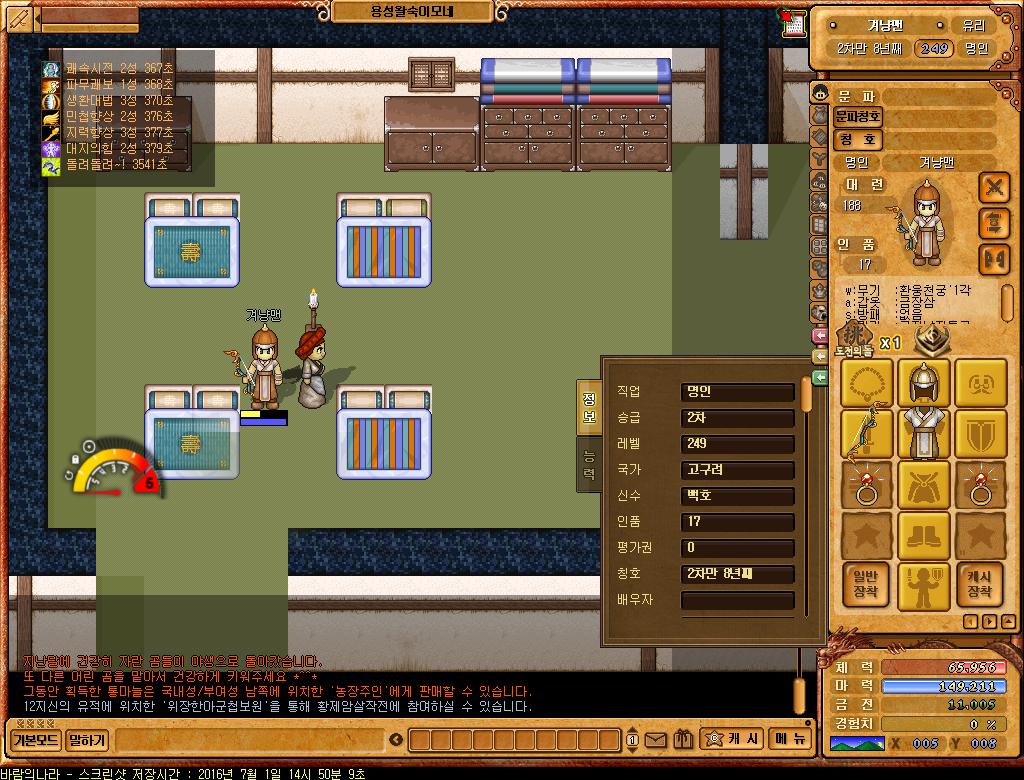 용성왕숙이모네
겨냥맨 유리
2차만 8년째 249 명인
쾌속시전 2성 367초
파무쾌보 1성 368초
생환대법 3성 370초
민첩향상 2성 376초
지력향상 3성 377초
대지의힘 2성 379초
돌려돌려~! 3541초
문 파
문파칭호
칭 호
명인 겨냥맨
대 련
188
인 품
17
w:무기 :환웅천궁'1각
a:갑옷 :금장삼
s:방패 :없음
도전의돌 x1
겨냥맨
壽
壽
5
정보
능력
직업 명인
승급 2차
레벨 249
국가 고구려
신수 백호
인품 17
평가권 0
칭호 2차만 8년째
배우자
일반장착
캐시장착
지난달에 건강히 자란 곰들이 야생으로 돌아갔습니다.
또 다른 어린 곰을 맡아서 건강하게 키워주세요 *^^*
그동안 획득한 통마늘은 국내성/부여성 남쪽에 위치한 '농장주인'에게 판매할 수 있습니다.
12지신의 유적에 위치한 '위장한마군첩보원'을 통해 황제암살작전에 참여하실 수 있습니다.
체 력 65,956
마 력 149,211
금 전 11,005
경험치 0 %
X 005 Y 008
기본모드 말하기 a 캐 시 메 뉴
바람의나라 - 스크린샷 저장시간 : 2016년 7월 1일 14시 50분 9초